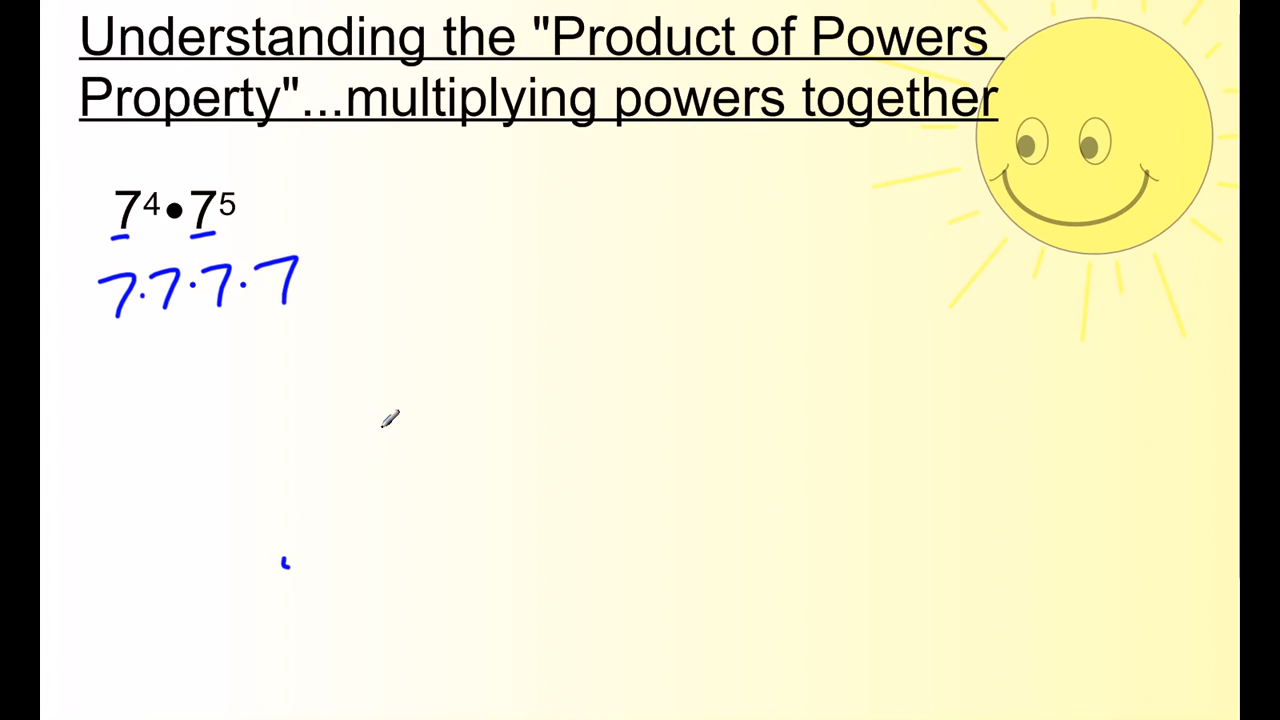 Understanding the "Product of Powers
Property"...multiplying powers together
7⁴•7⁵
7·7·7·7